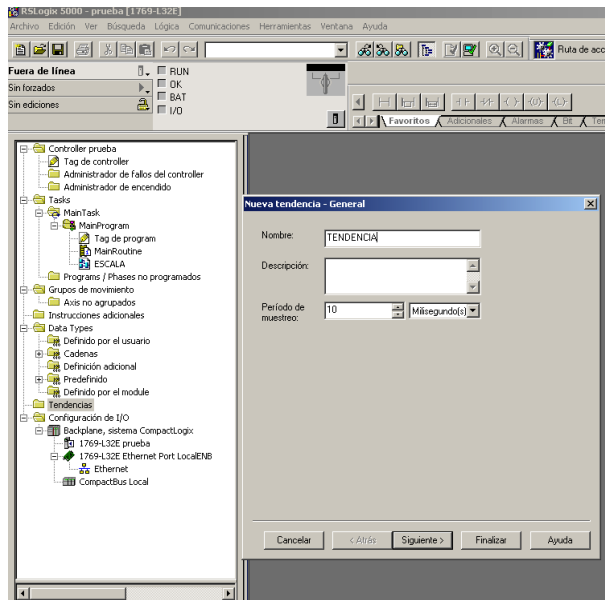 RSLogix 5000 - prueba [1769-L32E]
Archivo Edición Ver Búsqueda Lógica Comunicaciones Herramientas Ventana Ayuda
Ruta de acc
Fuera de línea
RUN
Sin forzados
OK
BAT
Sin ediciones
I/O
Favoritos Adicionales Alarmas Bit Tem
Controller prueba
Tag de controller
Administrador de fallos del controller
Administrador de encendido
Tasks
MainTask
MainProgram
Tag de program
MainRoutine
ESCALA
Programs / Phases no programados
Grupos de movimiento
Axis no agrupados
Instrucciones adicionales
Data Types
Definido por el usuario
Cadenas
Definición adicional
Predefinido
Definido por el module
Tendencias
Configuración de I/O
Backplane, sistema CompactLogix
1769-L32E prueba
1769-L32E Ethernet Port LocalENB
Ethernet
CompactBus Local
Nueva tendencia - General
Nombre: TENDENCIA
Descripción:
Período de muestreo: 10 Milisegundo(s)
Cancelar < Atrás Siguiente > Finalizar Ayuda